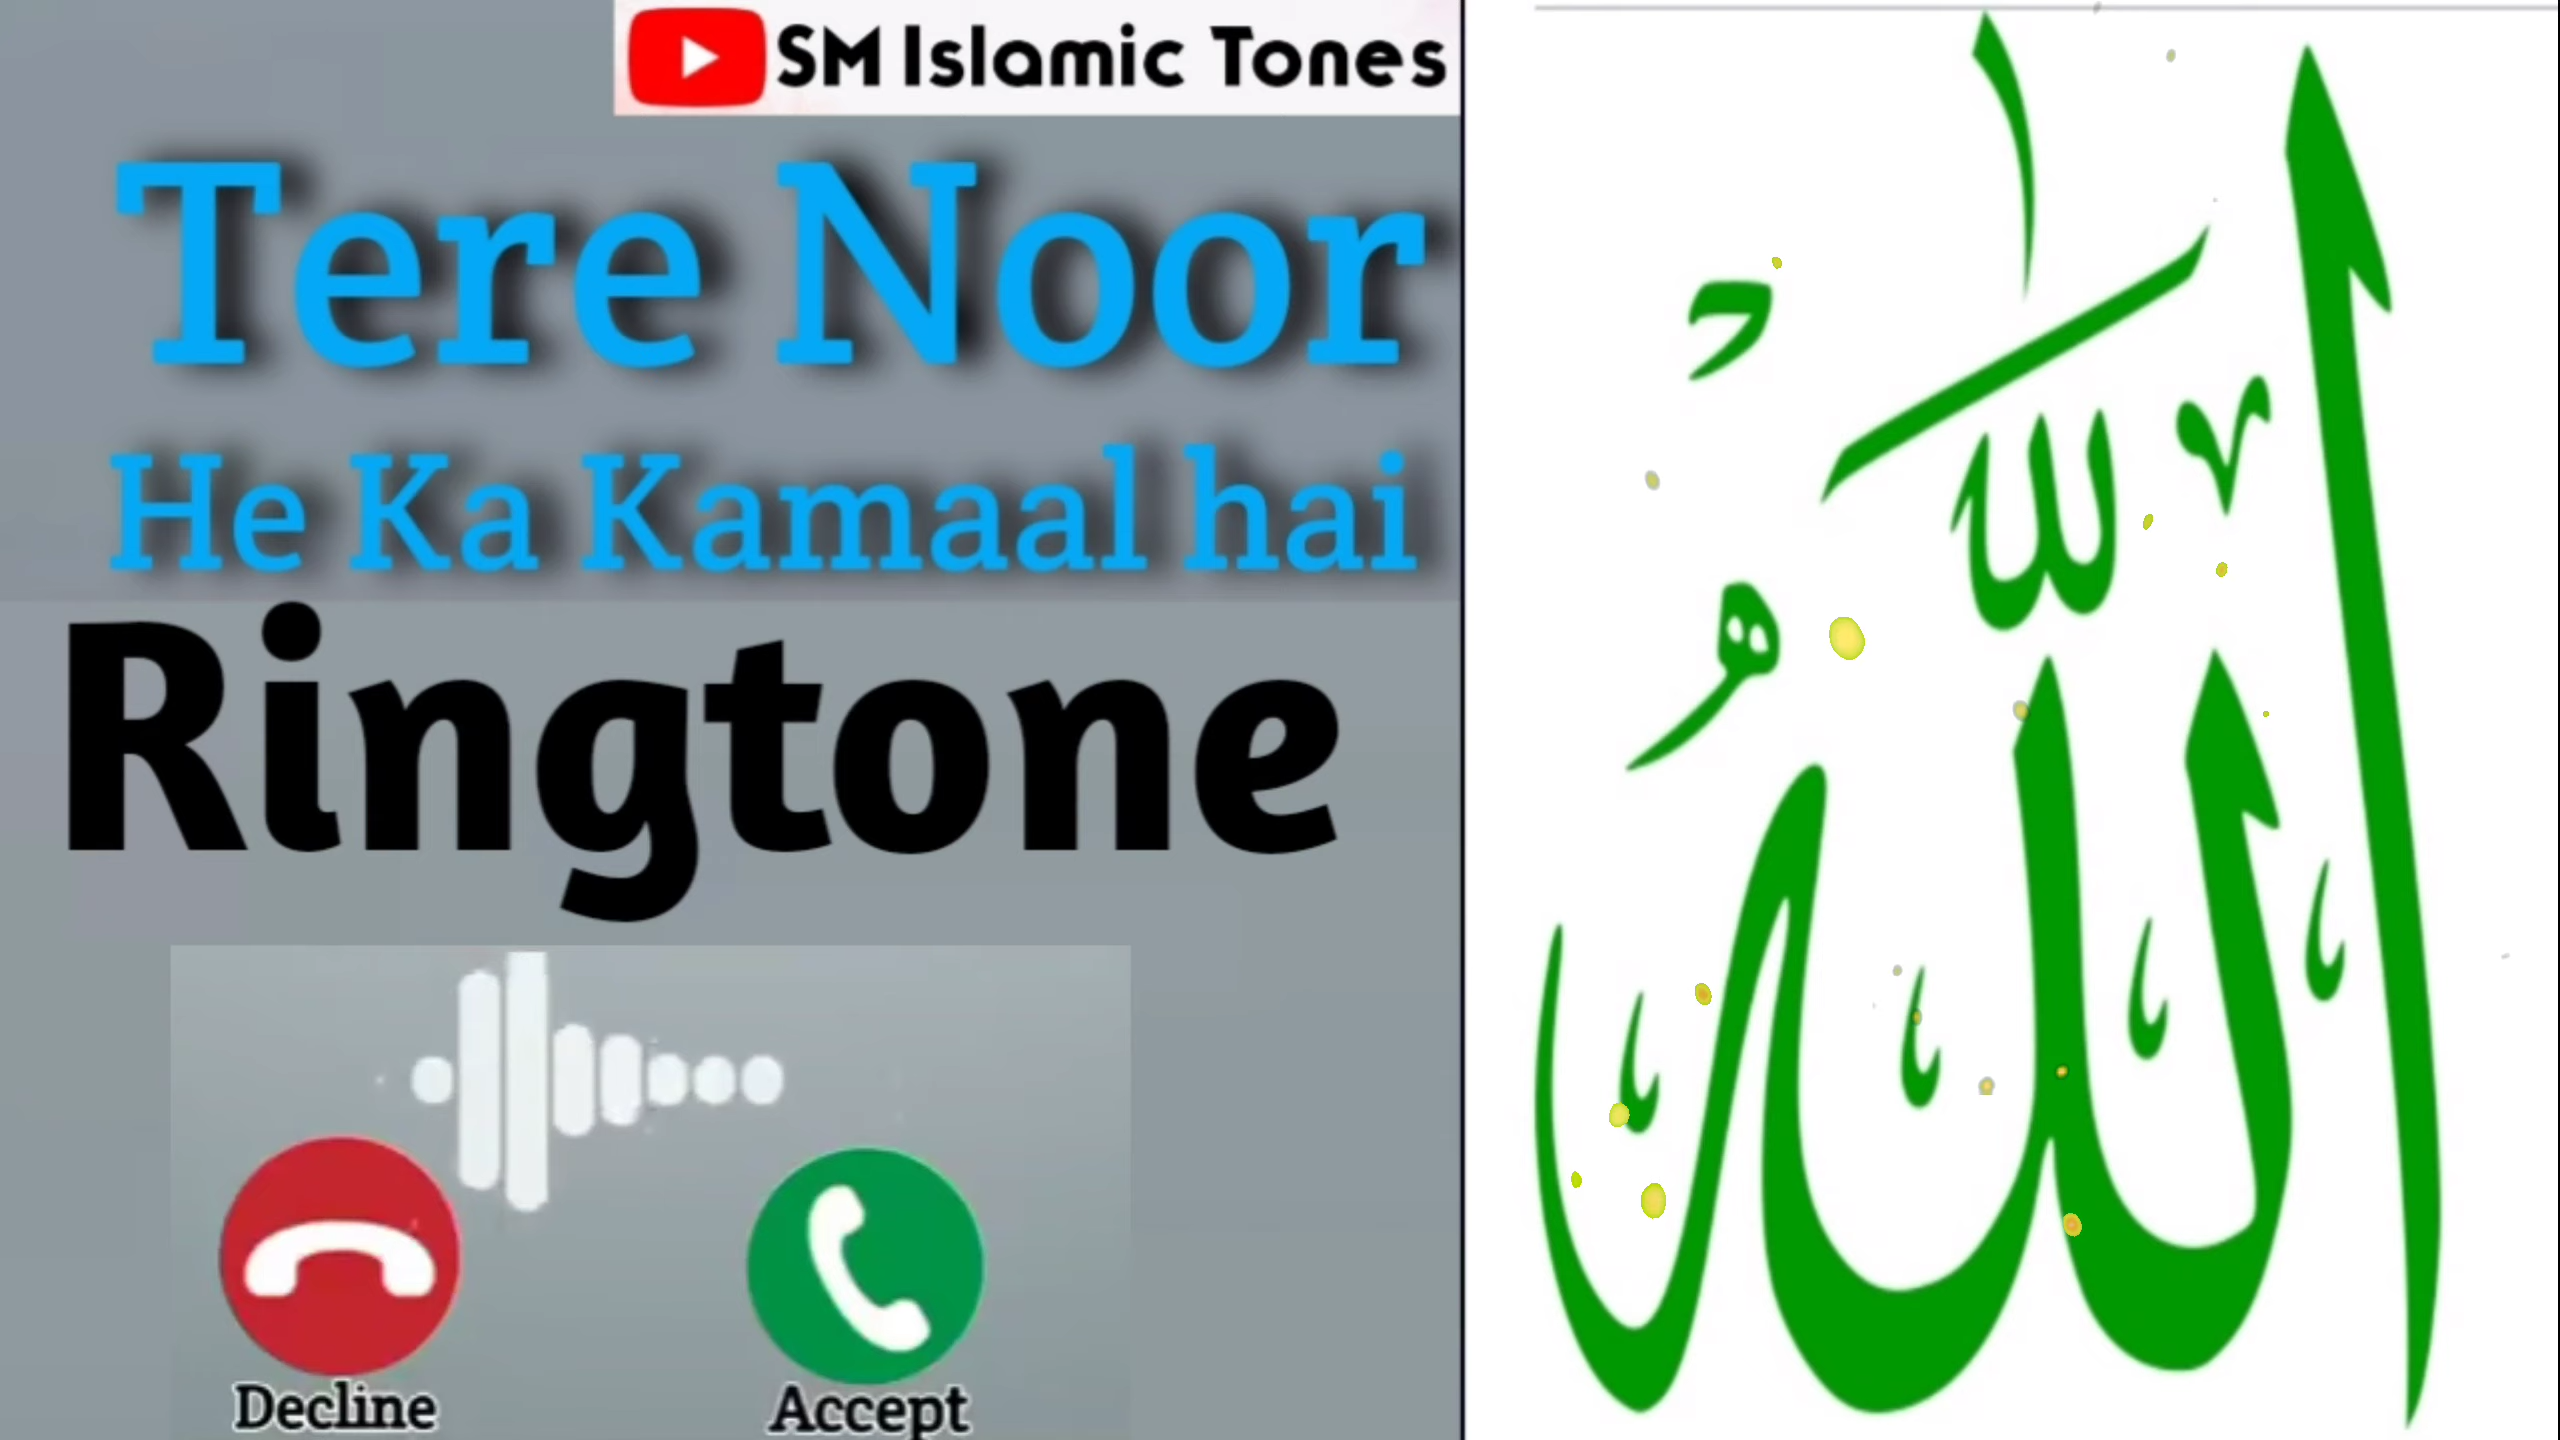 SM Islamic Tones
Tere Noor
He Ka Kamaal hai
Ringtone
Decline
Accept
الله